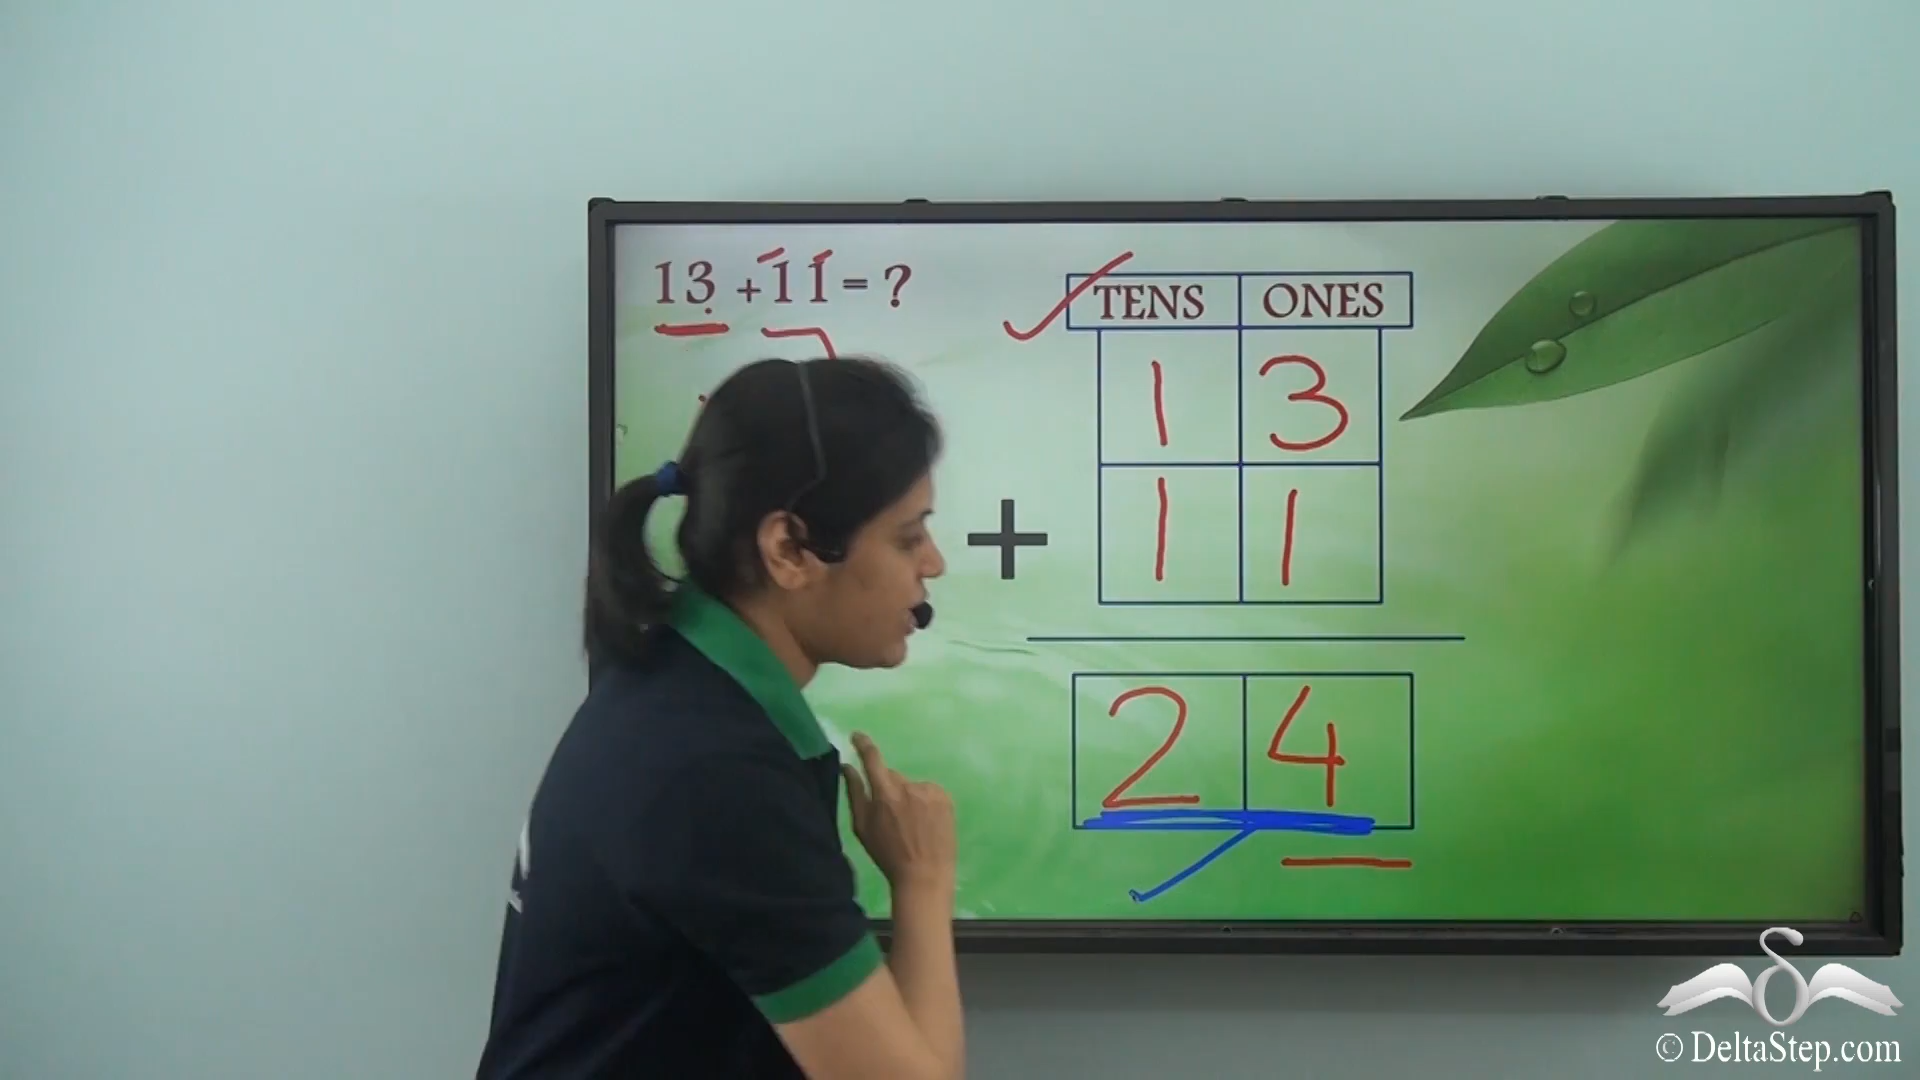 13 + 11 = ?
TENS ONES
1 3
+ 1 1
2 4
© DeltaStep.com